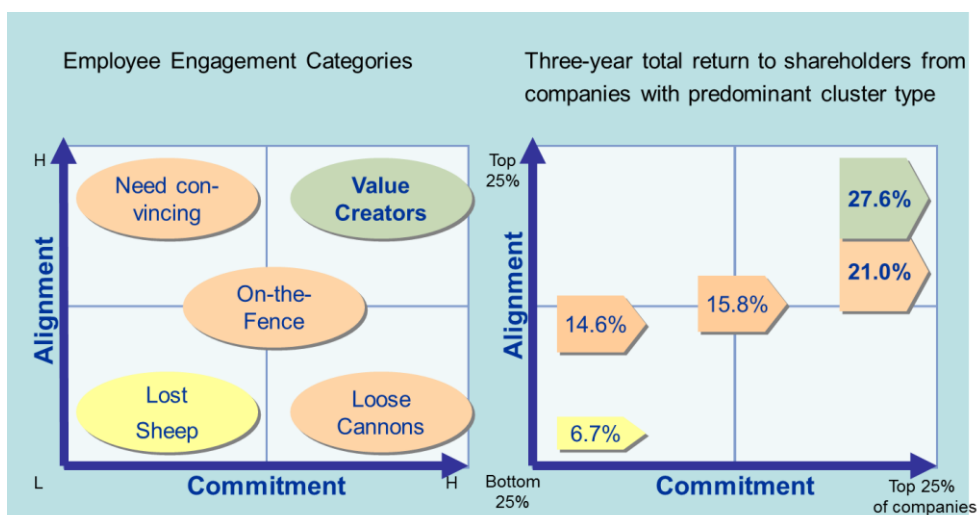 Employee Engagement Categories
H
Need con-
vincing
Value
Creators
On-the-
Fence
Lost
Sheep
Loose
Cannons
Alignment
L
Commitment
H
Three-year total return to shareholders from
companies with predominant cluster type
Top
25%
27.6%
21.0%
15.8%
14.6%
6.7%
Alignment
Bottom
25%
Commitment
Top 25%
of companies